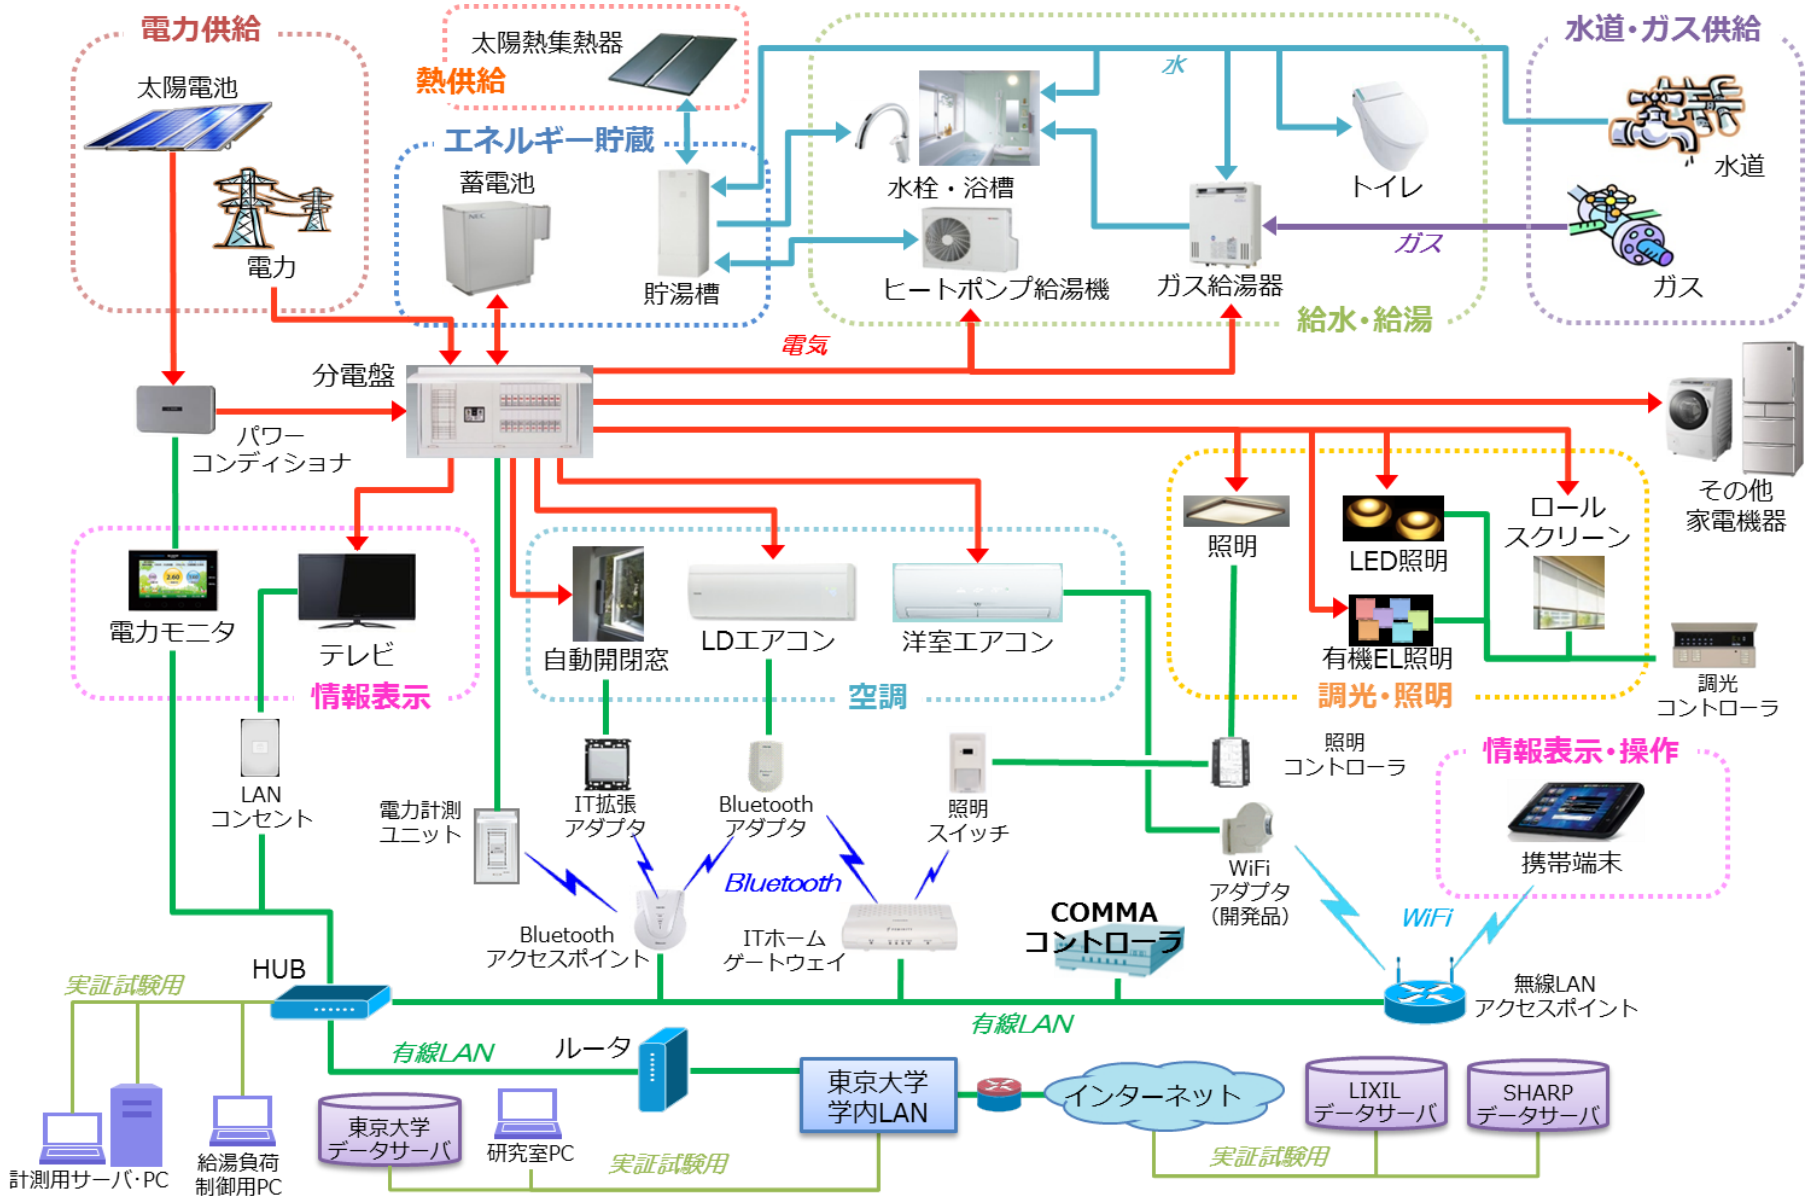 電力供給
太陽電池
電力
太陽熱集熱器
熱供給
エネルギー貯蔵
蓄電池
NEC
貯湯槽
水
水栓・浴槽
トイレ
ヒートポンプ給湯機
ガス給湯器
給水・給湯
水道・ガス供給
水道
ガス
ガス
電気
分電盤
パワー
コンディショナ
その他
家電機器
電力モニタ
テレビ
情報表示
自動開閉窓
LDエアコン
洋室エアコン
空調
照明
LED照明
ロール
スクリーン
有機EL照明
調光・照明
調光
コントローラ
LAN
コンセント
電力計測
ユニット
IT拡張
アダプタ
Bluetooth
アダプタ
照明
スイッチ
照明
コントローラ
WiFi
アダプタ
（開発品）
情報表示・操作
携帯端末
Bluetooth
WiFi
Bluetooth
アクセスポイント
ITホーム
ゲートウェイ
COMMA
コントローラ
無線LAN
アクセスポイント
HUB
実証試験用
有線LAN
有線LAN
ルータ
東京大学
学内LAN
インターネット
LIXIL
データサーバ
SHARP
データサーバ
計測用サーバ・PC
給湯負荷
制御用PC
東京大学
データサーバ
研究室PC
実証試験用
実証試験用